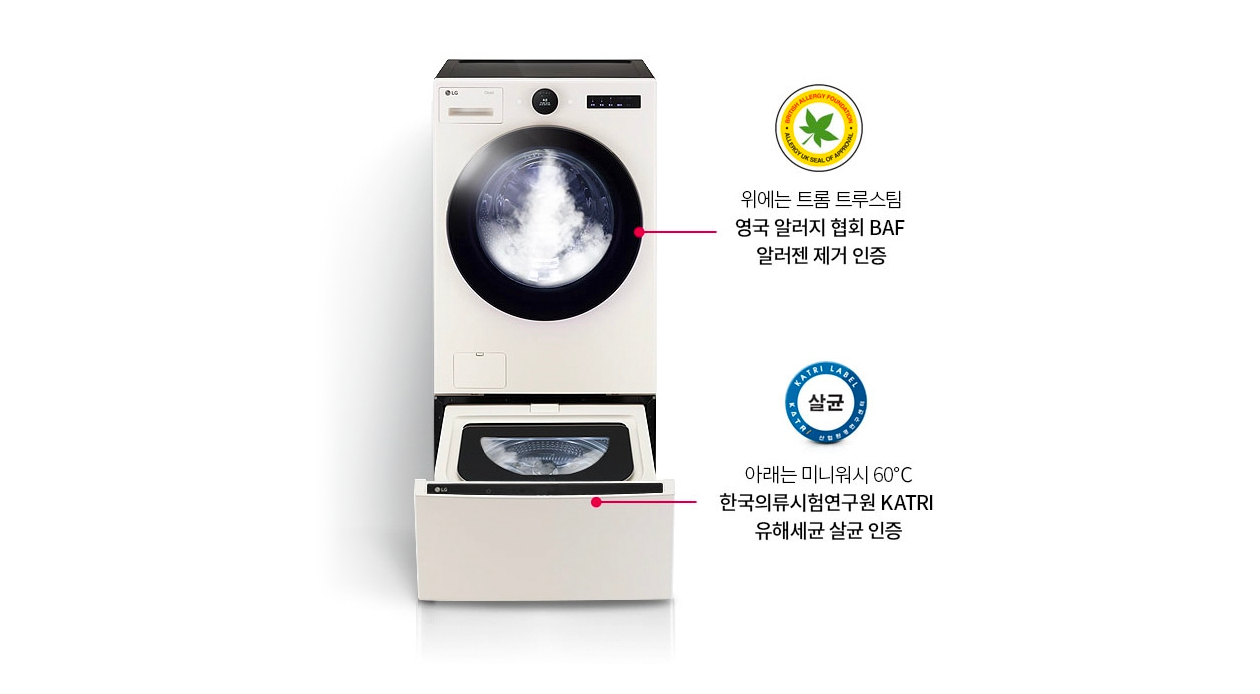 LG
BRITISH ALLERGY FOUNDATION
ALLERGY UK SEAL OF APPROVAL
위에는 트롬 트루스팀
영국 알러지 협회 BAF
알러젠 제거 인증
KATRI LABEL
살균
KATRI
아래는 미니워시 60°C
한국의류시험연구원 KATRI
유해세균 살균 인증
LG